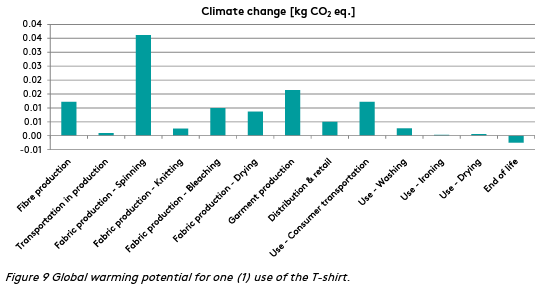 Climate change [kg CO₂ eq.]
0.04
0.04
0.03
0.03
0.02
0.02
0.01
0.01
0.00
-0.01
Fibre production
Transportation in production
Fabric production - Spinning
Fabric production - Knitting
Fabric production - Bleaching
Fabric production - Drying
Garment production
Distribution & retail
Use - Consumer transportation
Use - Washing
Use - Ironing
Use - Drying
End of life
Figure 9 Global warming potential for one (1) use of the T-shirt.